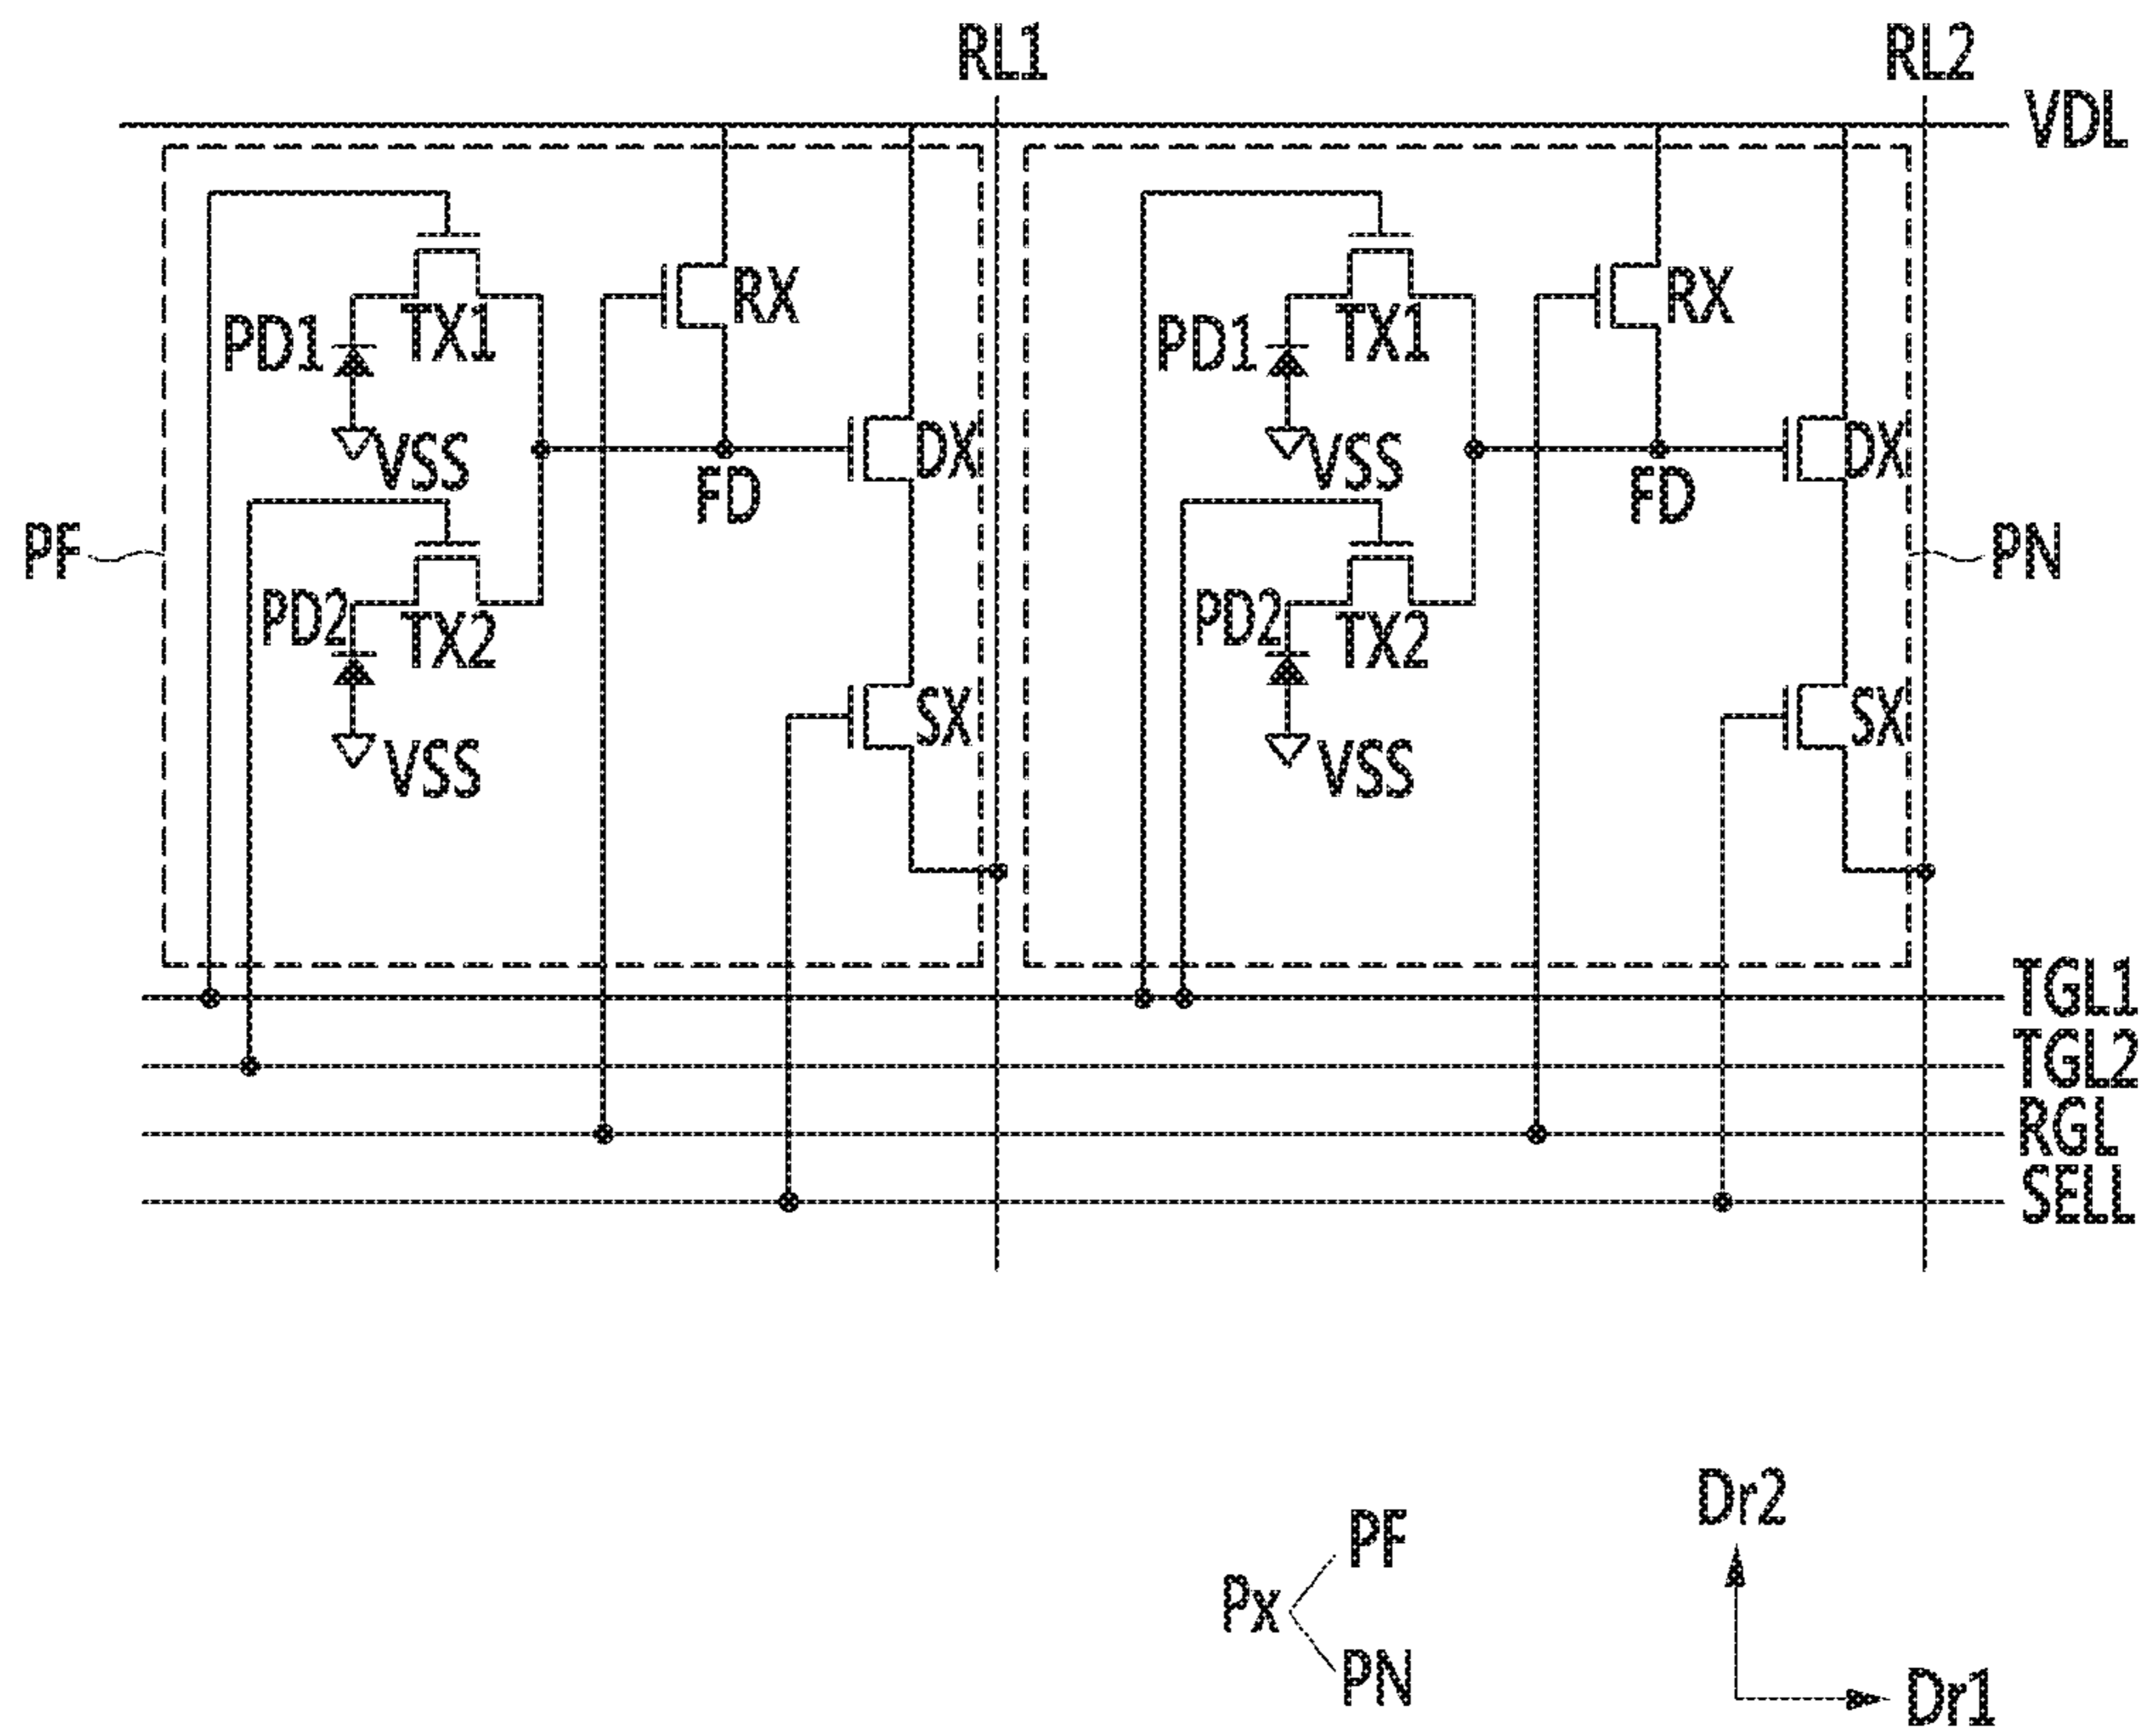 RL1 RL2
VDL
RX RX
TX1 TX1
PD1 PD1
DX DX
VSS VSS
FD FD
PF PN
PD2 PD2
TX2 TX2
SX SX
VSS VSS
TGL1
TGL2
RGL
SELL
Dr2
PF
Px
PN
Dr1